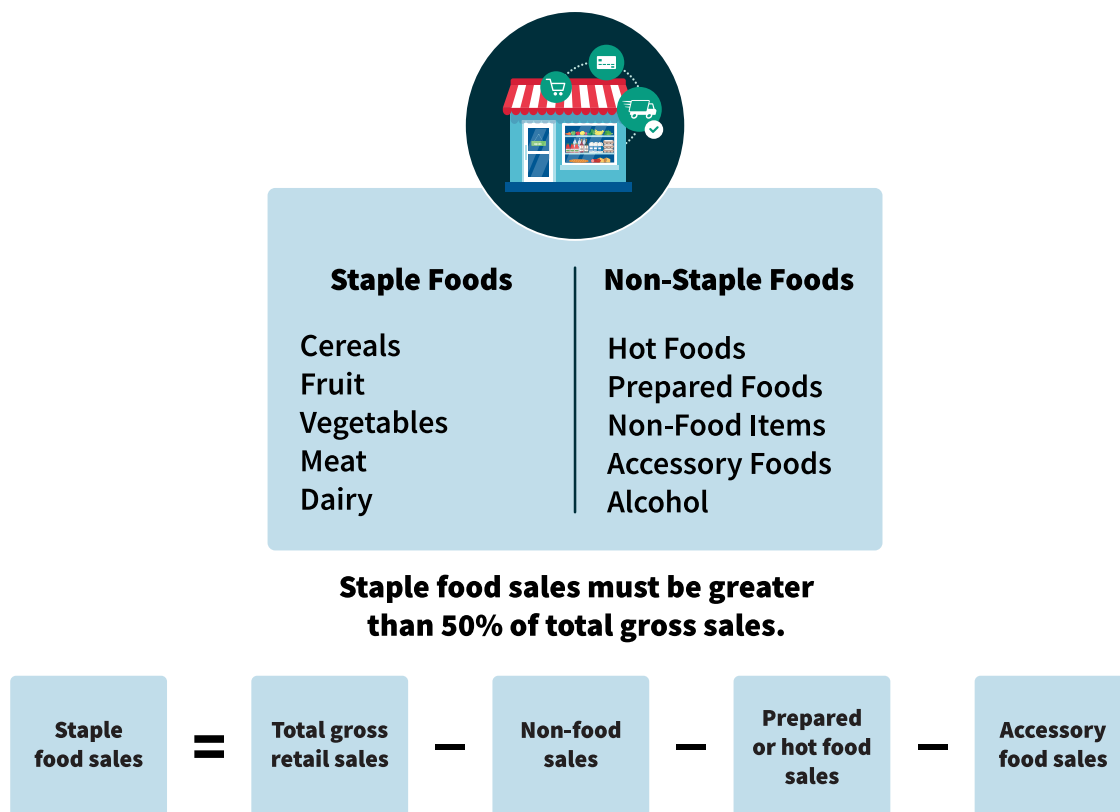 Staple Foods
Cereals
Fruit
Vegetables
Meat
Dairy
Non-Staple Foods
Hot Foods
Prepared Foods
Non-Food Items
Accessory Foods
Alcohol
Staple food sales must be greater
than 50% of total gross sales.
Staple
food sales
=
Total gross
retail sales
–
Non-food
sales
–
Prepared
or hot food
sales
–
Accessory
food sales